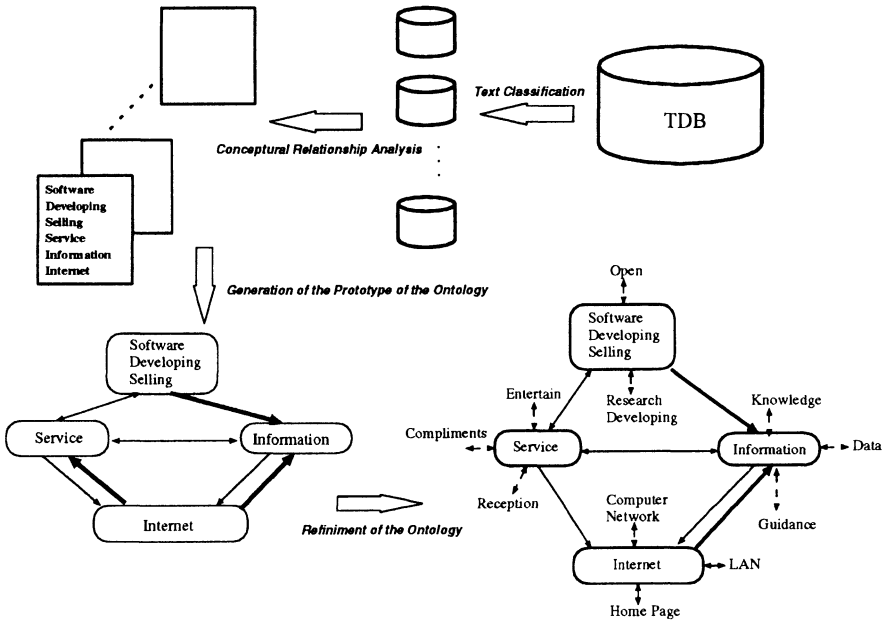 Text Classification
TDB
Conceptural Relationship Analysis
Software
Developing
Selling
Service
Information
Internet
Generation of the Prototype of the Ontology
Software
Developing
Selling
Service
Information
Internet
Refiniment of the Ontology
Open
Software
Developing
Selling
Entertain
Research
Developing
Knowledge
Compliments
Service
Information
Data
Reception
Computer
Network
Guidance
Internet
LAN
Home Page